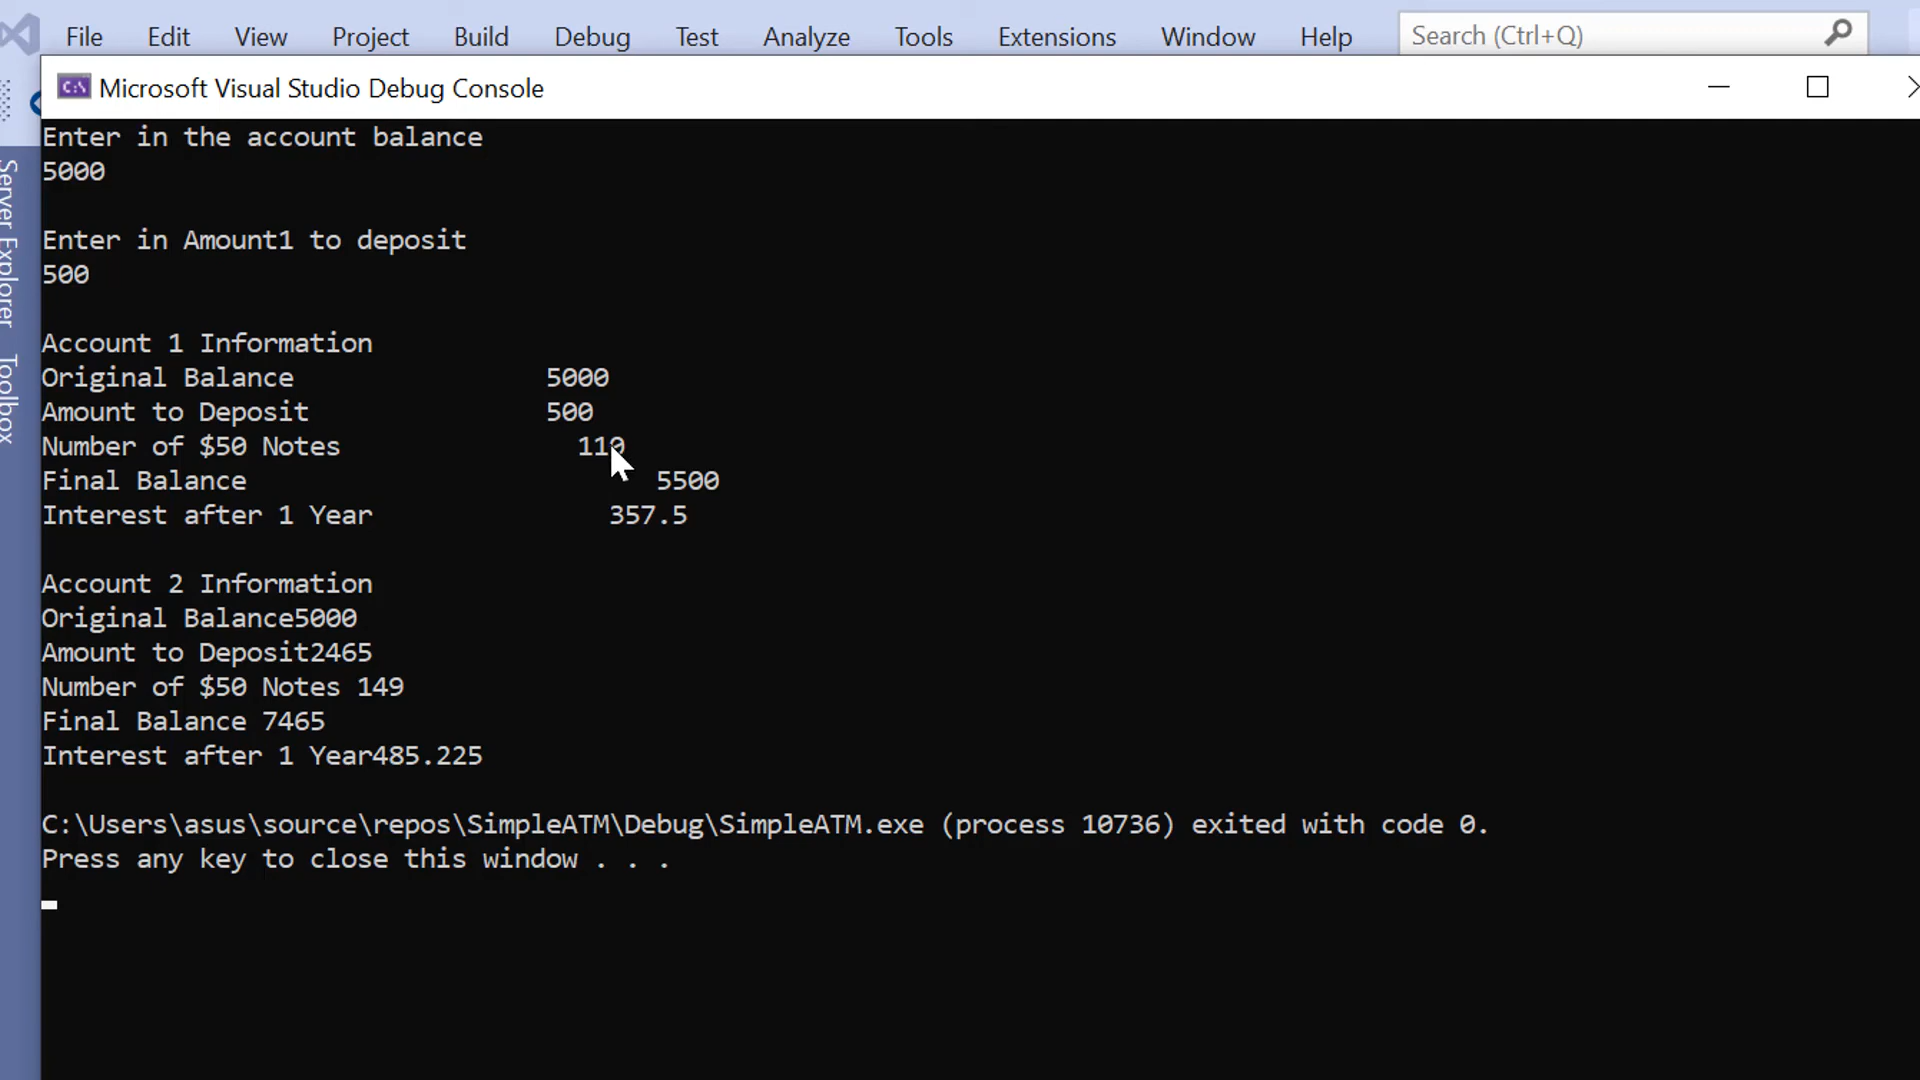 File Edit View Project Build Debug Test Analyze Tools Extensions Window Help Search (Ctrl+Q)
Microsoft Visual Studio Debug Console
Server Explorer
Toolbox
Enter in the account balance
5000
Enter in Amount1 to deposit
500
Account 1 Information
Original Balance 5000
Amount to Deposit 500
Number of $50 Notes 110
Final Balance 5500
Interest after 1 Year 357.5
Account 2 Information
Original Balance5000
Amount to Deposit2465
Number of $50 Notes 149
Final Balance 7465
Interest after 1 Year485.225
C:\Users\asus\source\repos\SimpleATM\Debug\SimpleATM.exe (process 10736) exited with code 0.
Press any key to close this window . . .